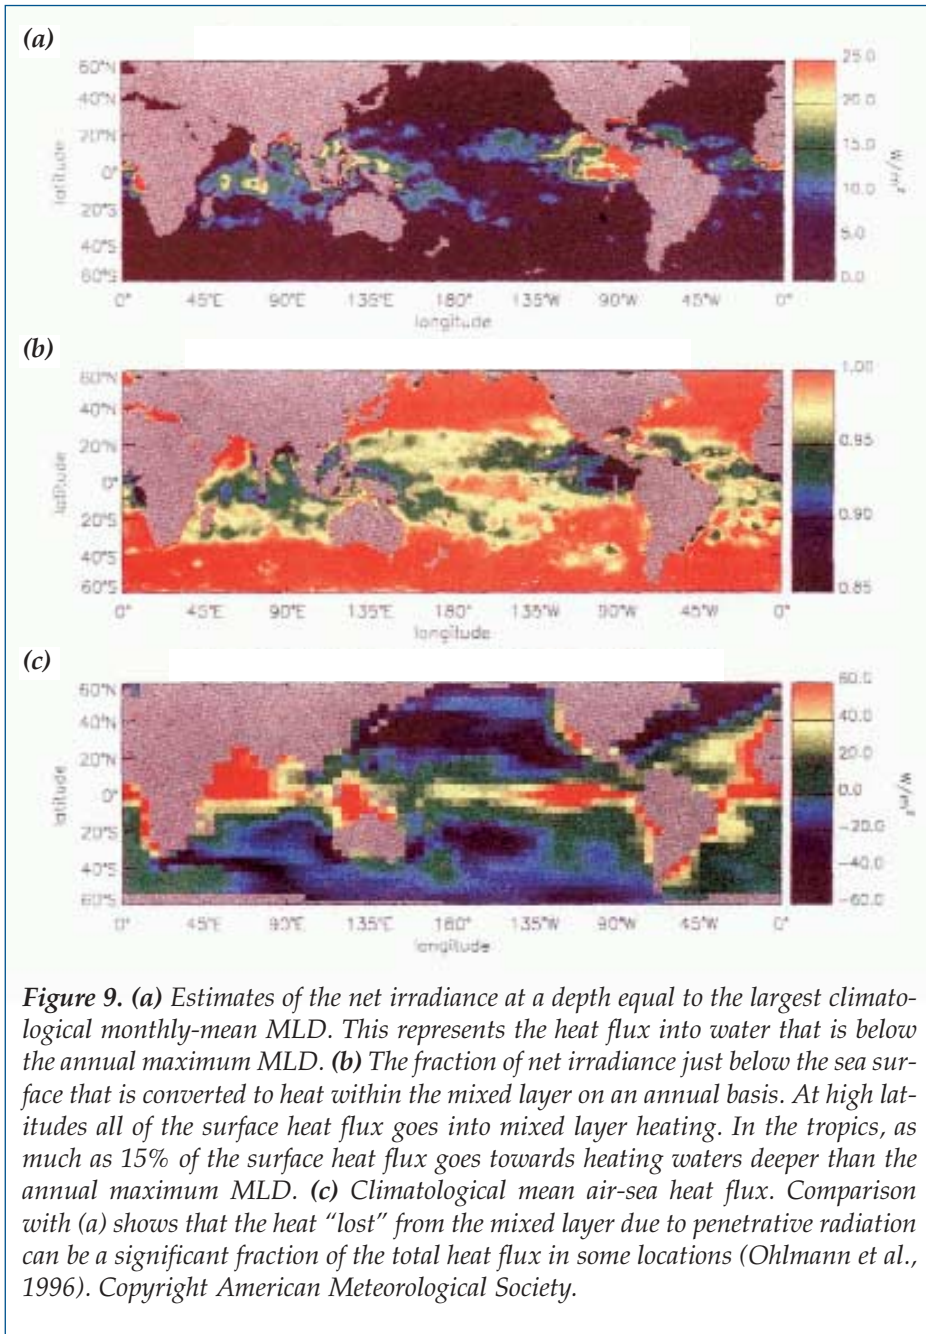 (a)
60°N
40°N
20°N
0°
20°S
40°S
60°S
latitude
0°
45°E
90°E
135°E
180°
135°W
90°W
45°W
0°
longitude
25.0
20.0
15.0
10.0
5.0
0.0
W/m²
(b)
60°N
40°N
20°N
0°
20°S
40°S
60°S
latitude
0°
45°E
90°E
135°E
180°
135°W
90°W
45°W
0°
longitude
1.00
0.95
0.90
0.85
(c)
60°N
40°N
20°N
0°
20°S
40°S
60°S
latitude
0°
45°E
90°E
135°E
180°
135°W
90°W
45°W
0°
longitude
60.0
40.0
20.0
0.0
-20.0
-40.0
-60.0
W/m²
Figure 9. (a) Estimates of the net irradiance at a depth equal to the largest climato-
logical monthly-mean MLD. This represents the heat flux into water that is below
the annual maximum MLD. (b) The fraction of net irradiance just below the sea sur-
face that is converted to heat within the mixed layer on an annual basis. At high lat-
itudes all of the surface heat flux goes into mixed layer heating. In the tropics, as
much as 15% of the surface heat flux goes towards heating waters deeper than the
annual maximum MLD. (c) Climatological mean air-sea heat flux. Comparison
with (a) shows that the heat “lost” from the mixed layer due to penetrative radiation
can be a significant fraction of the total heat flux in some locations (Ohlmann et al.,
1996). Copyright American Meteorological Society.